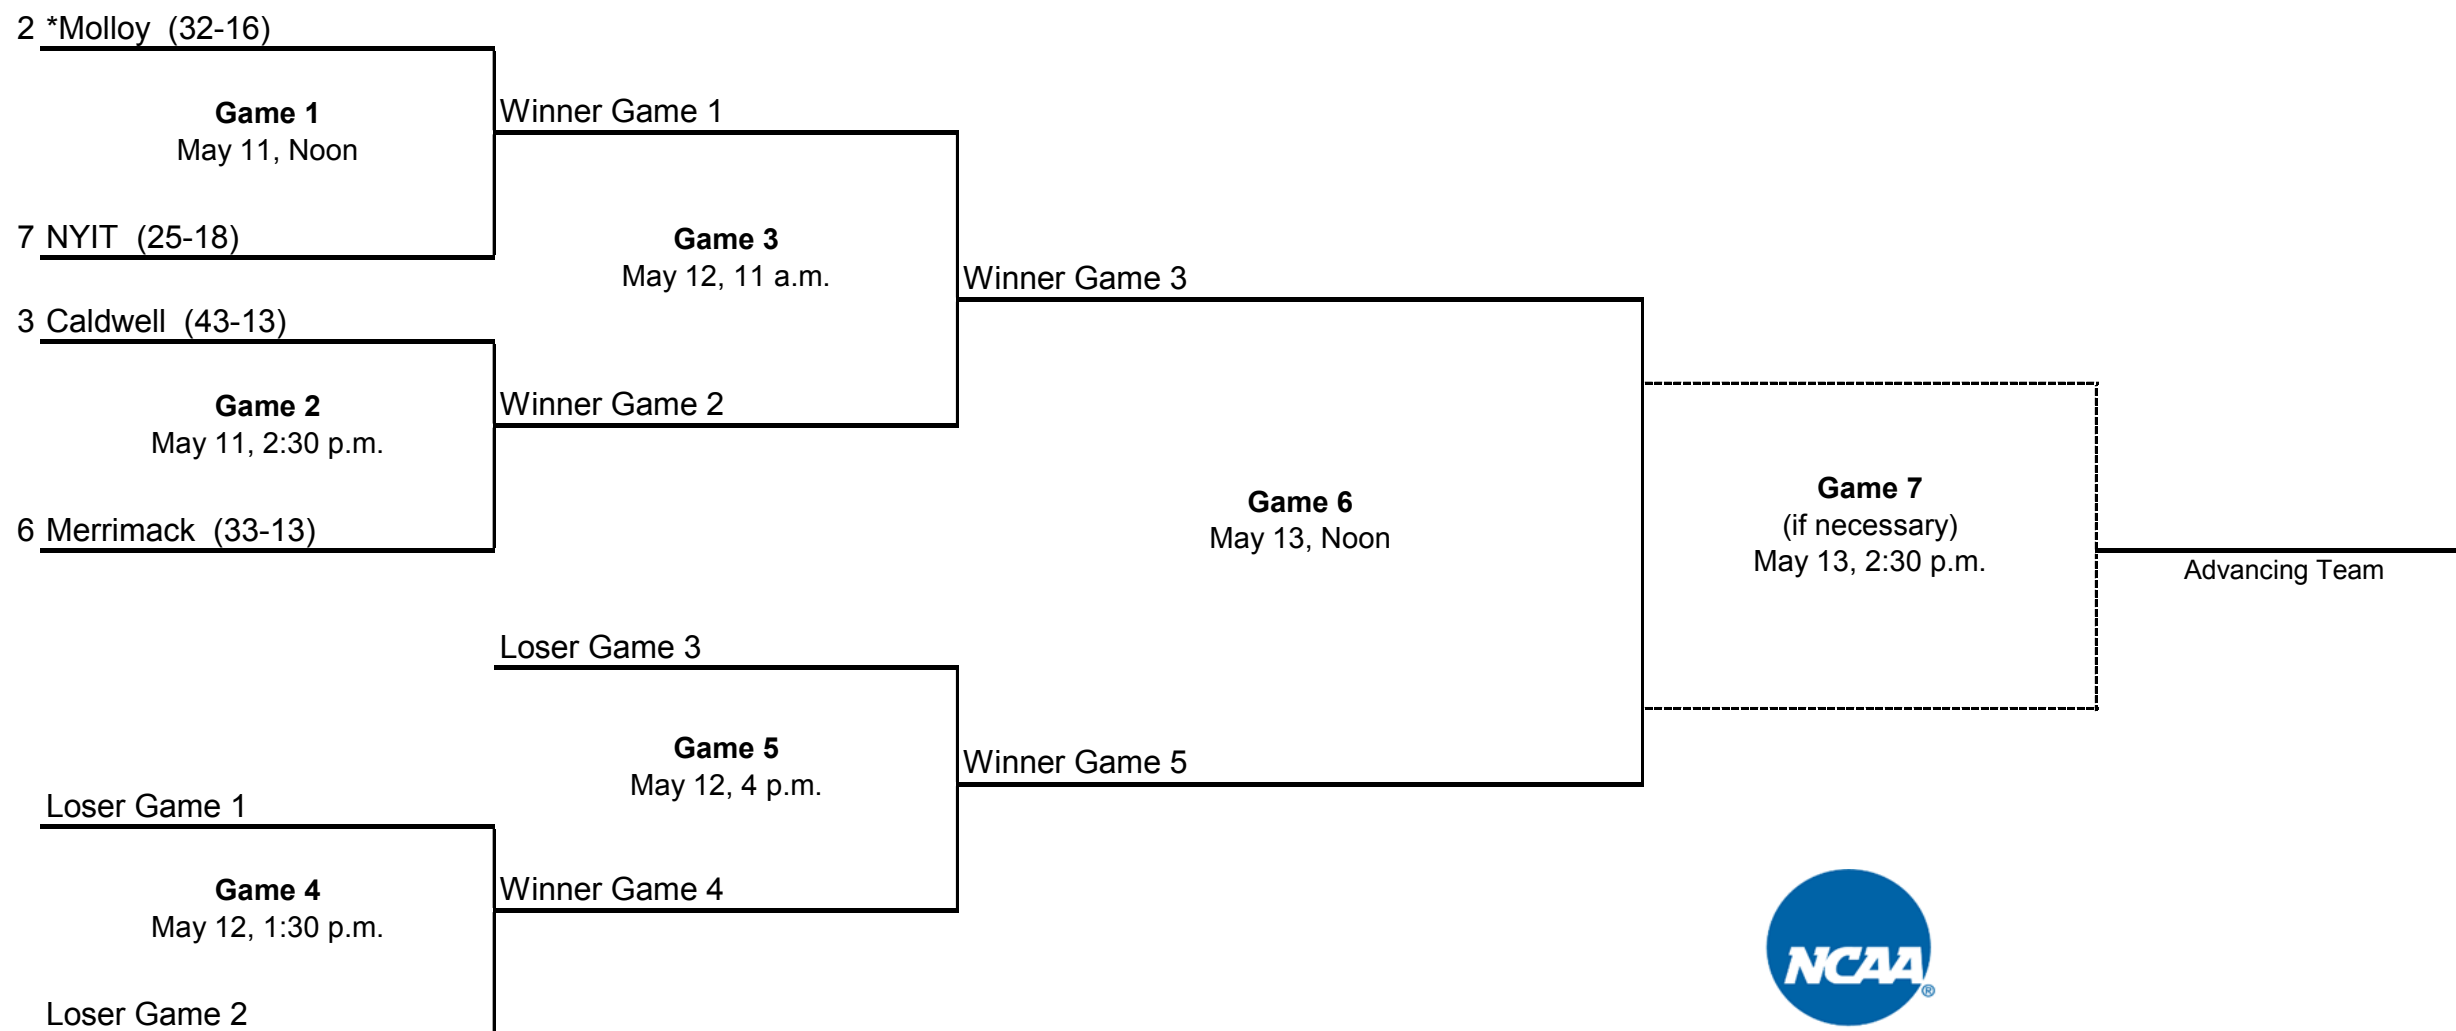 2 *Molloy (32-16)
Game 1
May 11, Noon
Winner Game 1
7 NYIT (25-18)
Game 3
May 12, 11 a.m.
Winner Game 3
3 Caldwell (43-13)
Game 2
May 11, 2:30 p.m.
Winner Game 2
6 Merrimack (33-13)
Game 6
May 13, Noon
Game 7
(if necessary)
May 13, 2:30 p.m.
Advancing Team
Loser Game 3
Game 5
May 12, 4 p.m.
Winner Game 5
Loser Game 1
Game 4
May 12, 1:30 p.m.
Winner Game 4
Loser Game 2
NCAA®